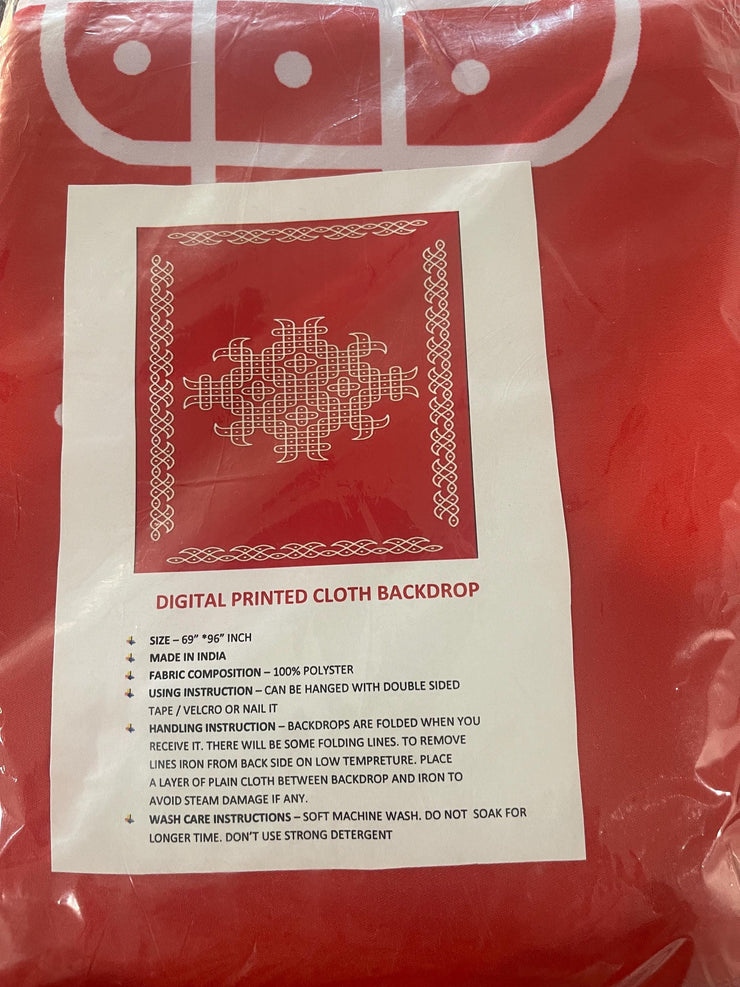 DIGITAL PRINTED CLOTH BACKDROP
SIZE – 69" *96" INCH
MADE IN INDIA
FABRIC COMPOSITION – 100% POLYSTER
USING INSTRUCTION – CAN BE HANGED WITH DOUBLE SIDED
TAPE / VELCRO OR NAIL IT
HANDLING INSTRUCTION – BACKDROPS ARE FOLDED WHEN YOU
RECEIVE IT. THERE WILL BE SOME FOLDING LINES. TO REMOVE
LINES IRON FROM BACK SIDE ON LOW TEMPRETURE. PLACE
A LAYER OF PLAIN CLOTH BETWEEN BACKDROP AND IRON TO
AVOID STEAM DAMAGE IF ANY.
WASH CARE INSTRUCTIONS – SOFT MACHINE WASH. DO NOT SOAK FOR
LONGER TIME. DON'T USE STRONG DETERGENT